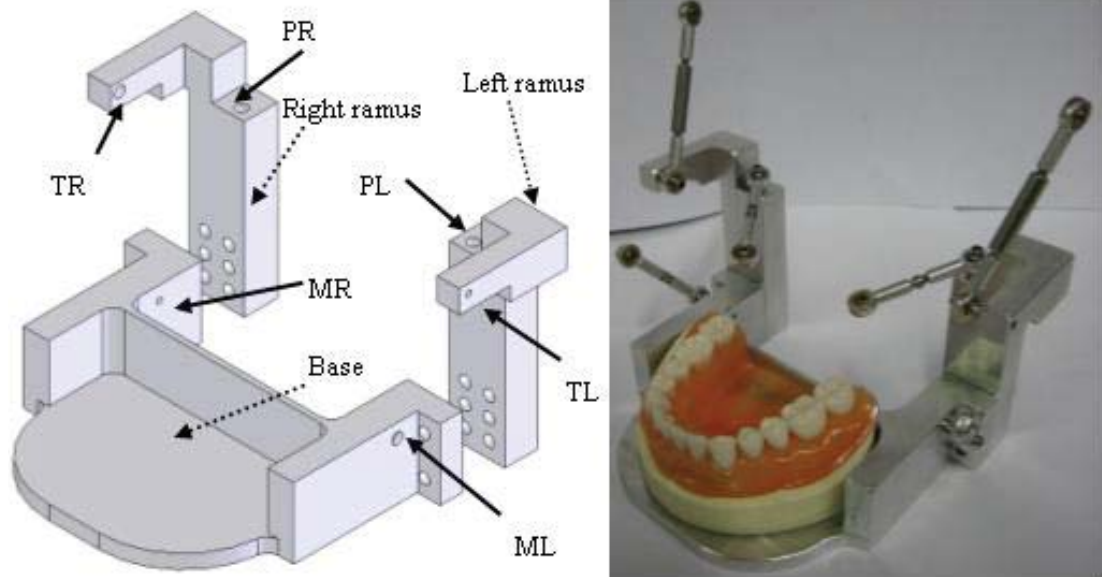 PR
Left ramus
Right ramus
TR
PL
MR
Base
TL
ML